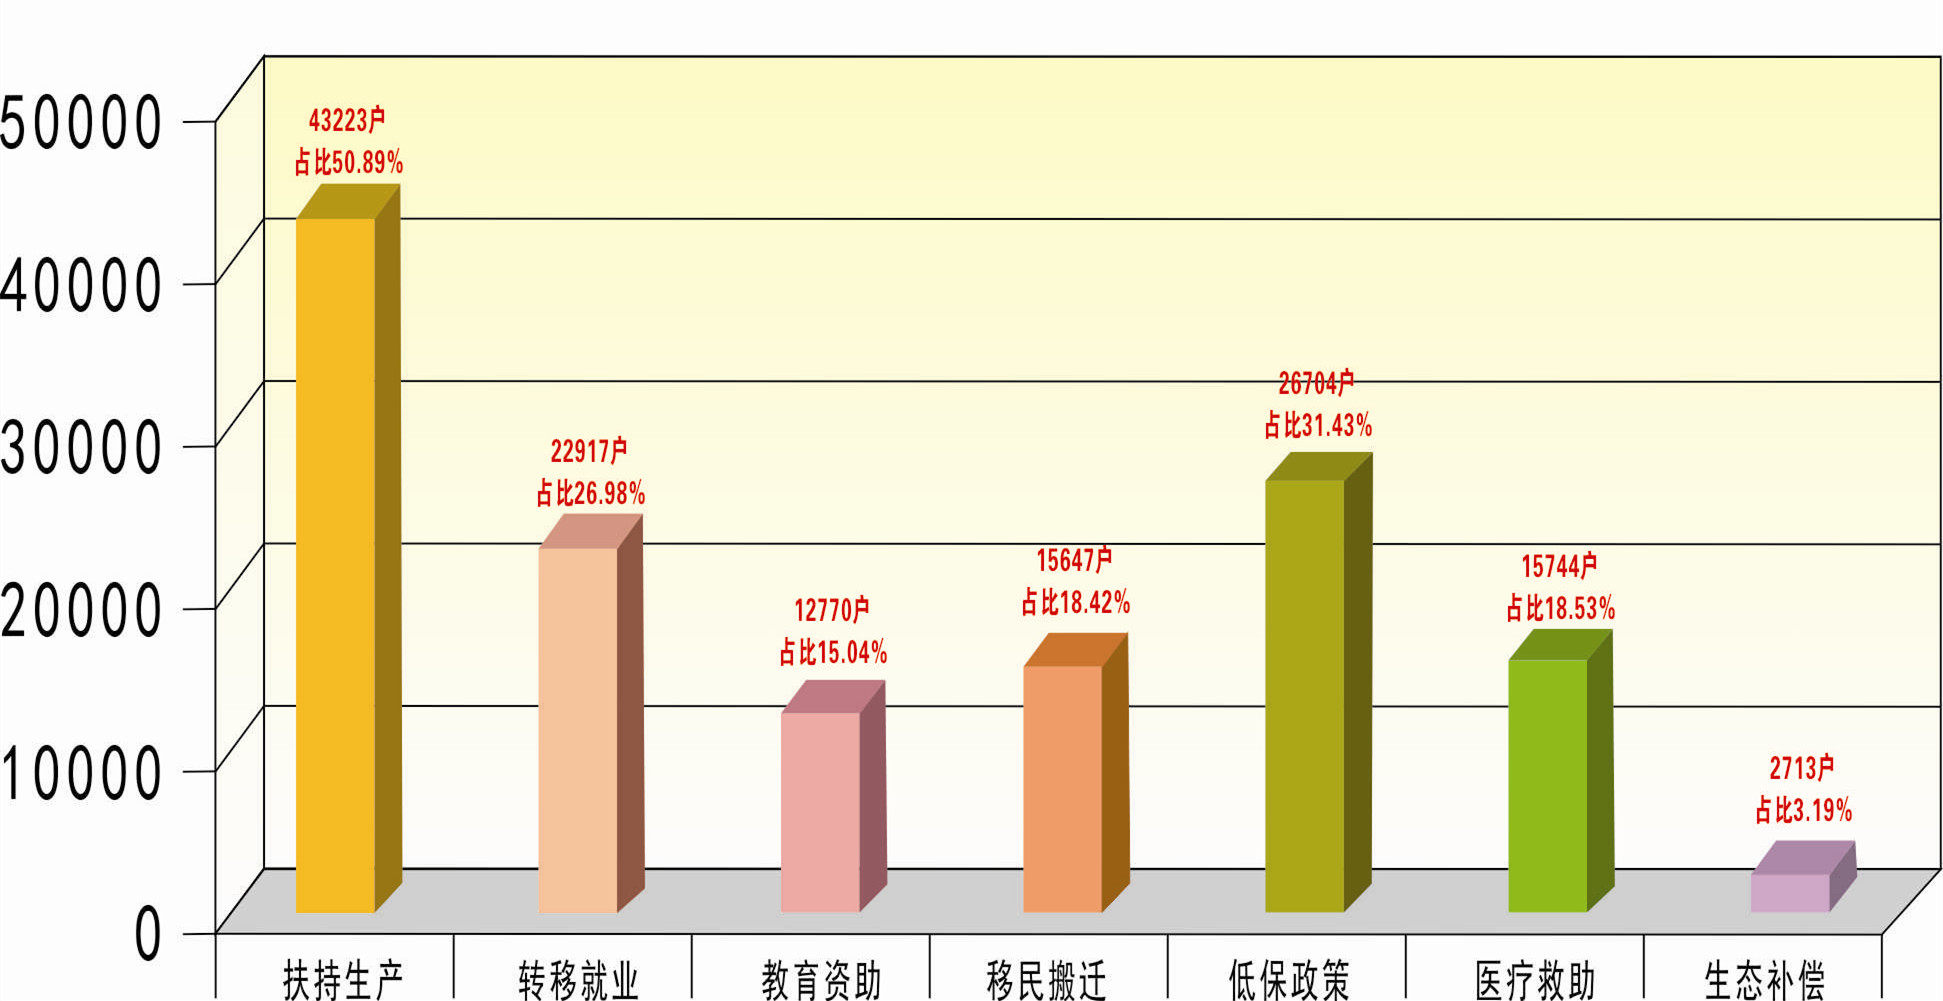 50000
40000
30000
20000
10000
0
43223户
占比50.89%
22917户
占比26.98%
12770户
占比15.04%
15647户
占比18.42%
26704户
占比31.43%
15744户
占比18.53%
2713户
占比3.19%
扶持生产
转移就业
教育资助
移民搬迁
低保政策
医疗救助
生态补偿